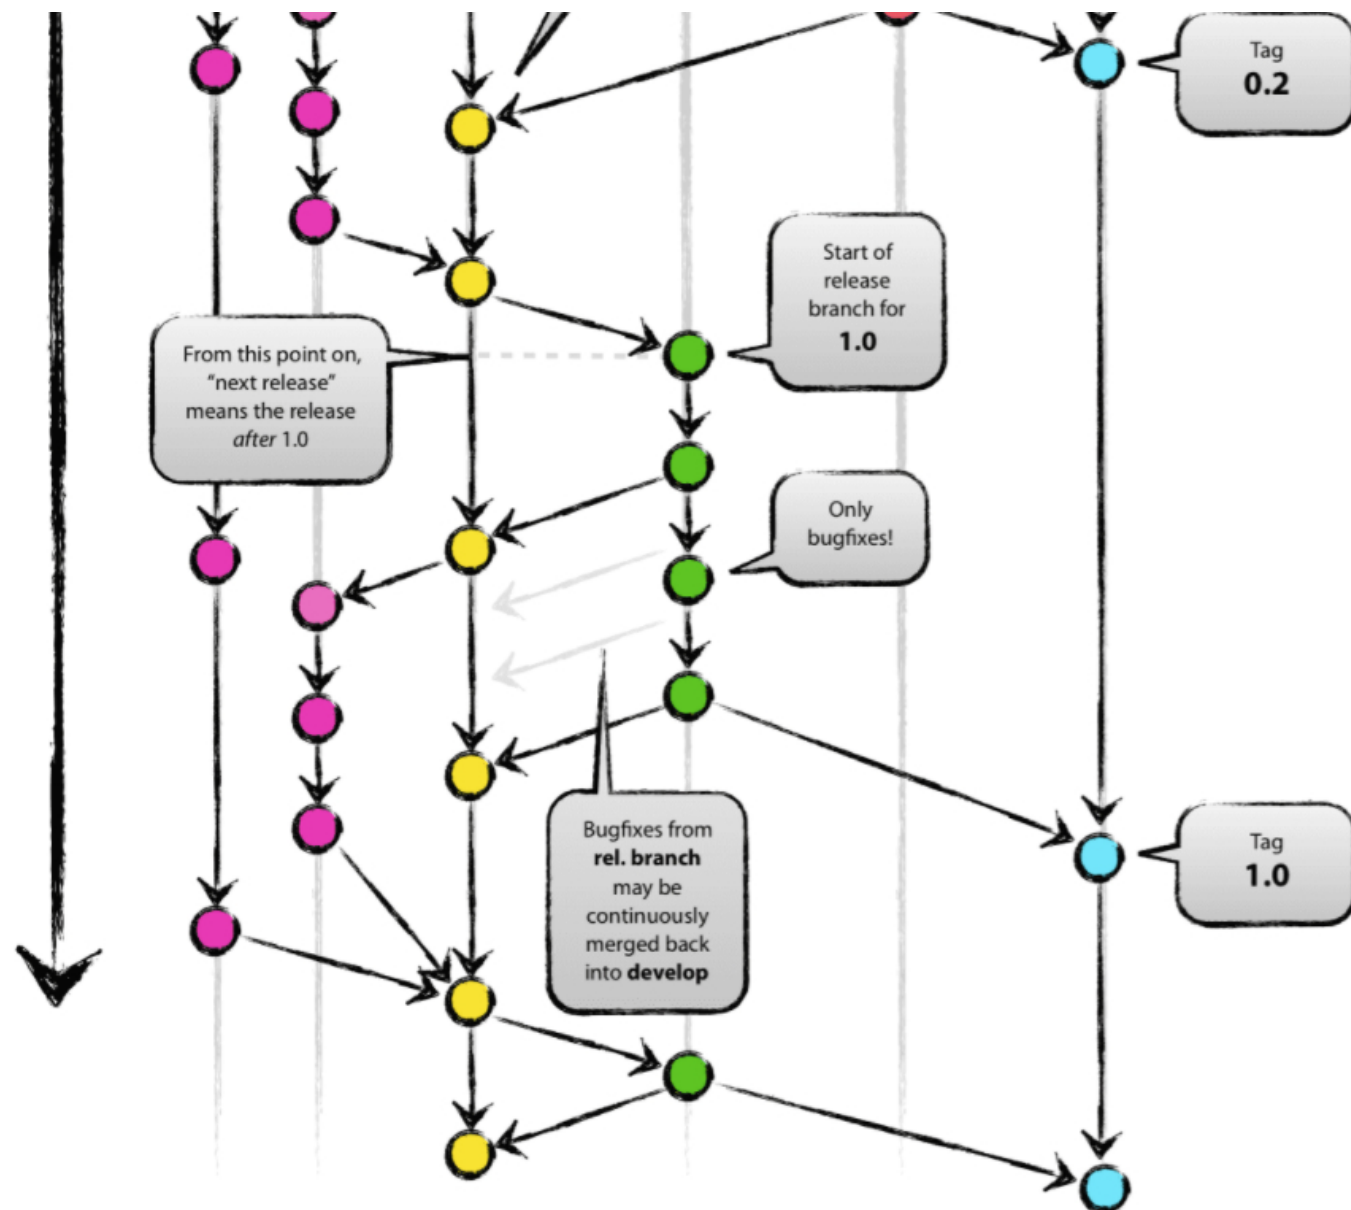 Tag
0.2
Start of
release
branch for
1.0
From this point on,
“next release”
means the release
after 1.0
Only
bugfixes!
Bugfixes from
rel. branch
may be
continuously
merged back
into develop
Tag
1.0